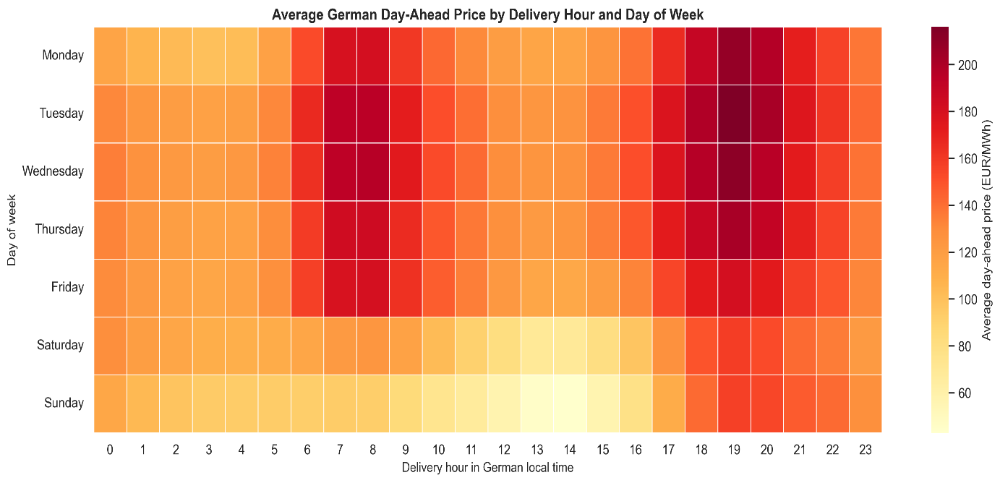 Average German Day-Ahead Price by Delivery Hour and Day of Week
Day of week
Monday
Tuesday
Wednesday
Thursday
Friday
Saturday
Sunday
0 1 2 3 4 5 6 7 8 9 10 11 12 13 14 15 16 17 18 19 20 21 22 23
Delivery hour in German local time
200
180
160
140
120
100
80
60
Average day-ahead price (EUR/MWh)